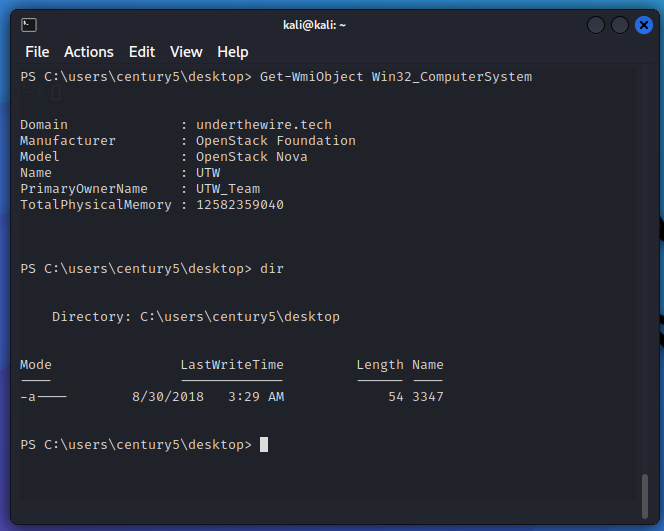 kali@kali: ~
File Actions Edit View Help
PS C:\users\century5\desktop> Get-WmiObject Win32_ComputerSystem
Domain : underthewire.tech
Manufacturer : OpenStack Foundation
Model : OpenStack Nova
Name : UTW
PrimaryOwnerName : UTW_Team
TotalPhysicalMemory : 12582359040
PS C:\users\century5\desktop> dir
Directory: C:\users\century5\desktop
Mode LastWriteTime Length Name
---- ------------- ------ ----
-a---- 8/30/2018 3:29 AM 54 3347
PS C:\users\century5\desktop>